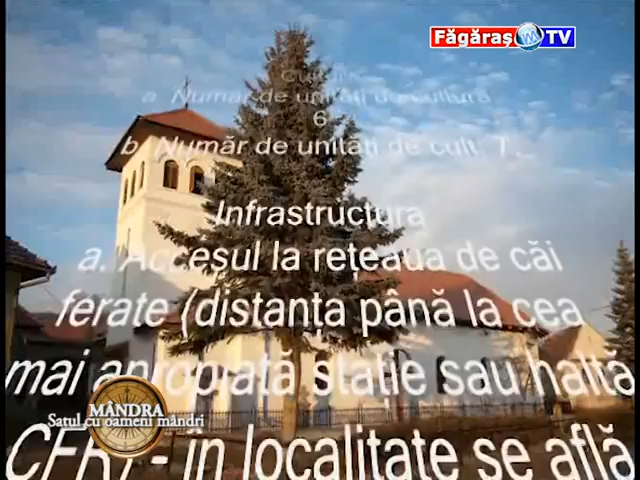 Făgăraș TV
a. Număr de unități de cultura
6
b. Număr de unități de cult: 7
Infrastructura
a. Accesul la rețeaua de căi
ferate (distanța până la cea
mai apropiată stație sau haltă
CFR) - în localitate se află
MÂNDRA
Satul cu oameni mândri